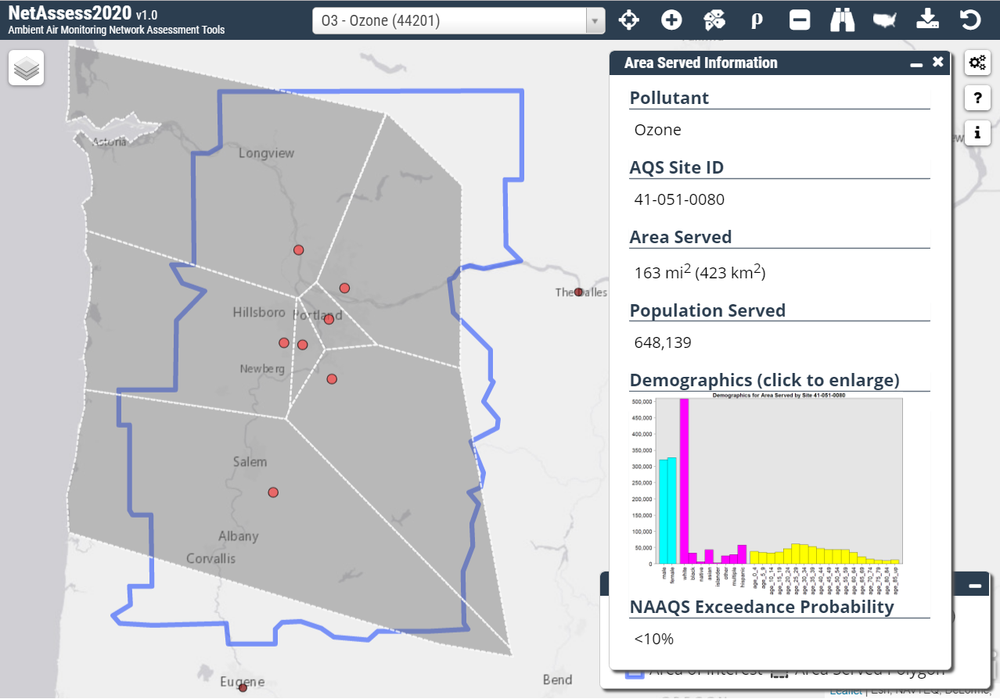 NetAssess2020 v1.0
Ambient Air Monitoring Network Assessment Tools
O3 - Ozone (44201)
ρ
?
i
Astoria
Longview
Hillsboro
Portland
Newberg
The Dalles
Salem
Albany
Corvallis
Eugene
Bend
Area Served Information
Pollutant
Ozone
AQS Site ID
41-051-0080
Area Served
163 mi² (423 km²)
Population Served
648,139
Demographics (click to enlarge)
Demographics for Area Served by Site 41-051-0080
500,000
450,000
400,000
350,000
300,000
250,000
200,000
150,000
100,000
50,000
0
male
female
white
black
native
asian
islander
other
multiple
hispanic
age_0_4
age_5_9
age_10_14
age_15_19
age_20_24
age_25_29
age_30_34
age_35_39
age_40_44
age_45_49
age_50_54
age_55_59
age_60_64
age_65_69
age_70_74
age_75_79
age_80_84
age_85_up
NAAQS Exceedance Probability
<10%
Area of Interest
Area Served Polygon
Leaflet | Esri, NAVTEQ, DeLorme,